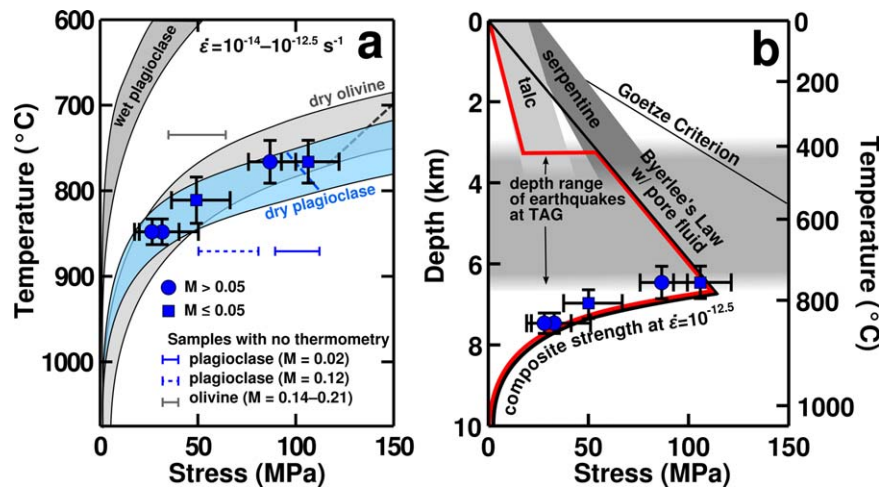 a
ε̇=10⁻¹⁴–10⁻¹²·⁵ s⁻¹
wet plagioclase
dry olivine
dry plagioclase
M > 0.05
M ≤ 0.05
Samples with no thermometry
plagioclase (M = 0.02)
plagioclase (M = 0.12)
olivine (M = 0.14–0.21)
Temperature (°C)
600
700
800
900
1000
0
50
100
150
Stress (MPa)
b
talc
serpentine
Goetze Criterion
Byerlee's Law
w/ pore fluid
depth range
of earthquakes
at TAG
composite strength at ε̇=10⁻¹²·⁵
Depth (km)
0
2
4
6
8
10
Temperature (°C)
0
200
400
600
800
1000
0
50
100
150
Stress (MPa)